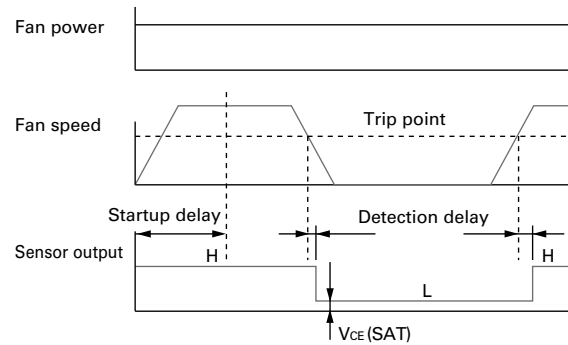 Fan power
Fan speed
Trip point
Startup delay
Detection delay
Sensor output
H
L
H
VCE (SAT)